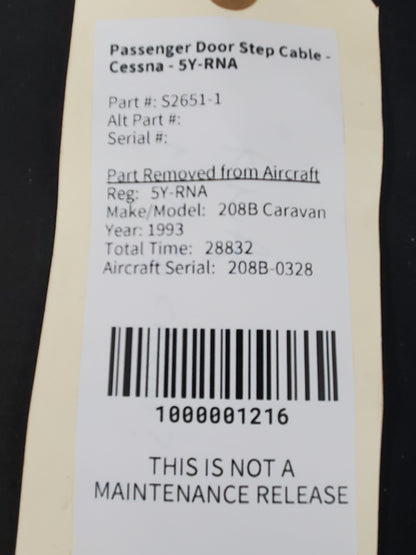 Passenger Door Step Cable -
Cessna - 5Y-RNA
Part #: S2651-1
Alt Part #:
Serial #:
Part Removed from Aircraft
Reg: 5Y-RNA
Make/Model: 208B Caravan
Year: 1993
Total Time: 28832
Aircraft Serial: 208B-0328
1000001216
THIS IS NOT A
MAINTENANCE RELEASE